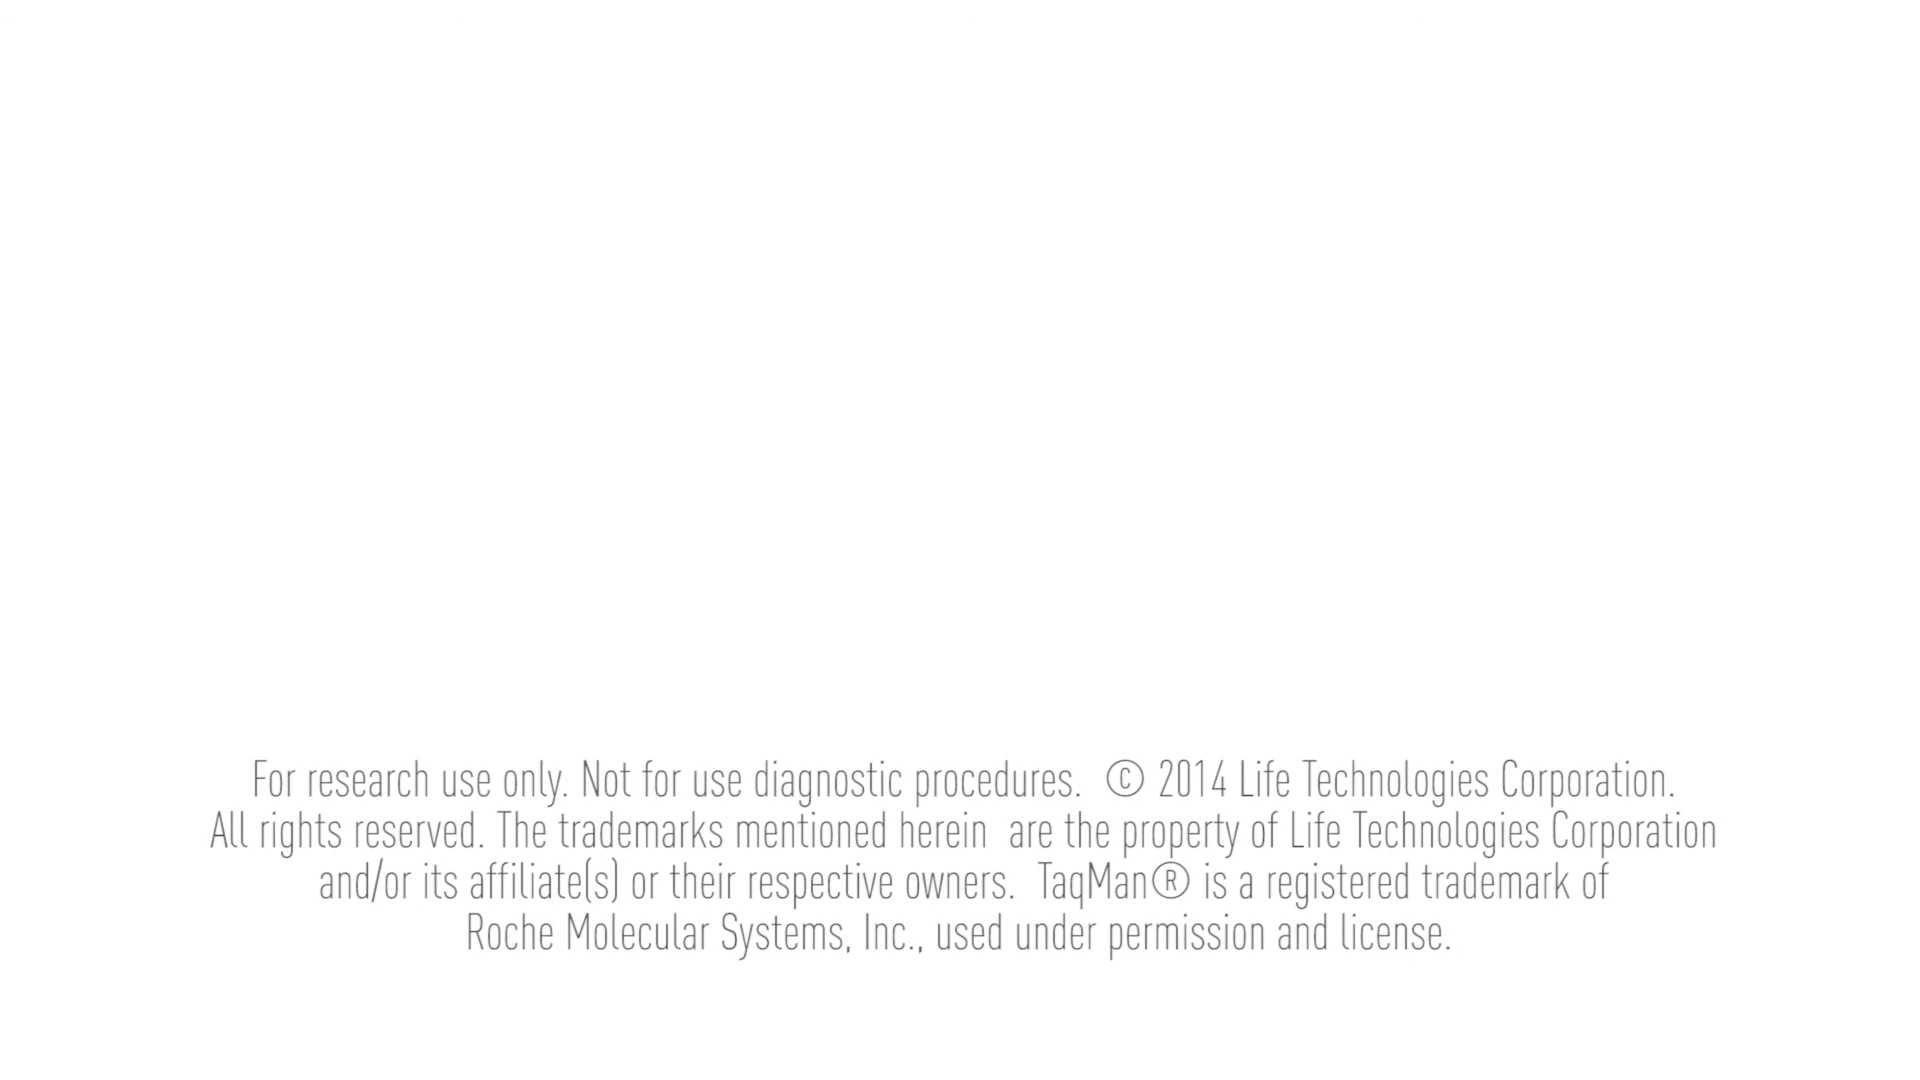 For research use only. Not for use diagnostic procedures.  © 2014 Life Technologies Corporation.
All rights reserved. The trademarks mentioned herein  are the property of Life Technologies Corporation
and/or its affiliate(s) or their respective owners.  TaqMan® is a registered trademark of
Roche Molecular Systems, Inc., used under permission and license.